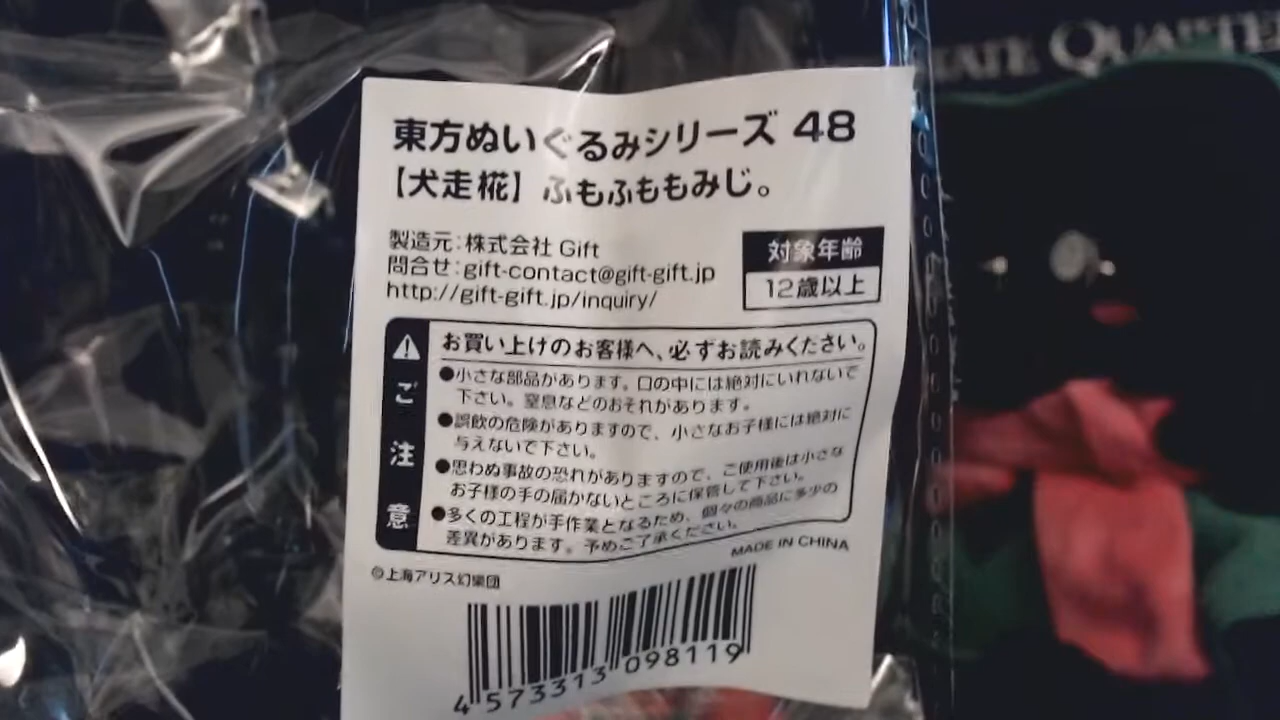 東方ぬいぐるみシリーズ 48
【犬走椛】ふもふももみじ。
製造元:株式会社 Gift
問合せ:gift-contact@gift-gift.jp
http://gift-gift.jp/inquiry/
対象年齢
12歳以上
ご注意
お買い上げのお客様へ、必ずお読みください。
●小さな部品があります。口の中には絶対にいれないで
下さい。窒息などのおそれがあります。
●誤飲の危険がありますので、小さなお子様には絶対に
与えないで下さい。
●思わぬ事故の恐れがありますので、ご使用後は小さな
お子様の手の届かないところに保管して下さい。
●多くの工程が手作業となるため、個々の商品に多少の
差異があります。予めご了承ください。
MADE IN CHINA
©上海アリス幻樂団
4 573313 098119